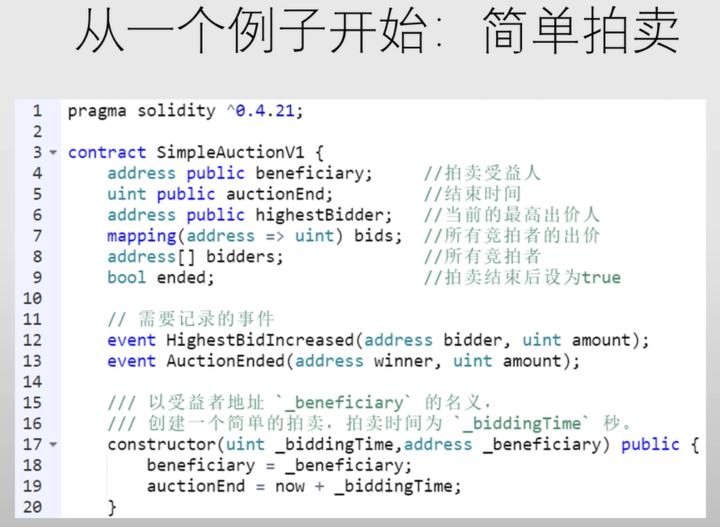 从一个例子开始：简单拍卖
1 pragma solidity ^0.4.21;
2
3 contract SimpleAuctionV1 {
4     address public beneficiary;     //拍卖受益人
5     uint public auctionEnd;         //结束时间
6     address public highestBidder;   //当前的最高出价人
7     mapping(address => uint) bids;  //所有竞拍者的出价
8     address[] bidders;              //所有竞拍者
9     bool ended;                     //拍卖结束后设为true
10
11     // 需要记录的事件
12     event HighestBidIncreased(address bidder, uint amount);
13     event AuctionEnded(address winner, uint amount);
14
15     /// 以受益者地址 `_beneficiary` 的名义，
16     /// 创建一个简单的拍卖，拍卖时间为 `_biddingTime` 秒。
17     constructor(uint _biddingTime,address _beneficiary) public {
18         beneficiary = _beneficiary;
19         auctionEnd = now + _biddingTime;
20     }